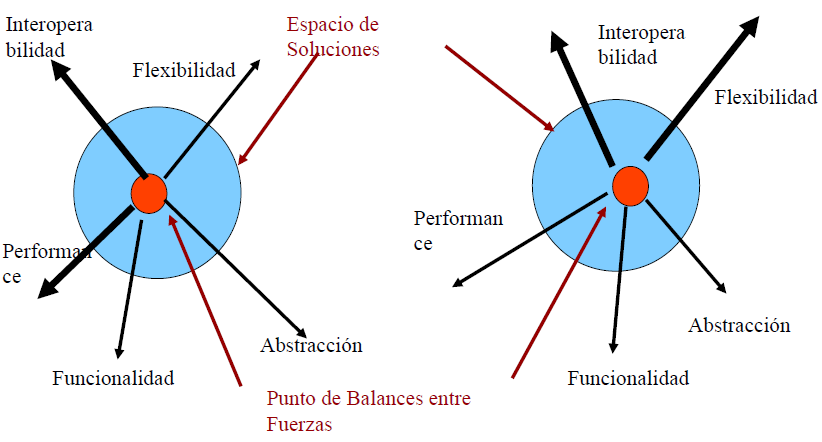 Interopera
bilidad
Flexibilidad
Performan
ce
Funcionalidad
Abstracción
Espacio de
Soluciones
Punto de Balances entre
Fuerzas
Interopera
bilidad
Flexibilidad
Performan
ce
Abstracción
Funcionalidad